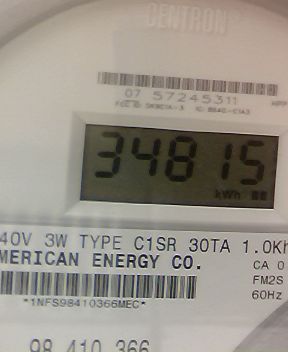 CENTRON
07 57245311
34815
kWh
40V 3W TYPE C1SR 30TA 1.0Kh
MERICAN ENERGY CO.
CA 0
FM2S
60Hz
*1NFS98410366MEC*
98 410 366